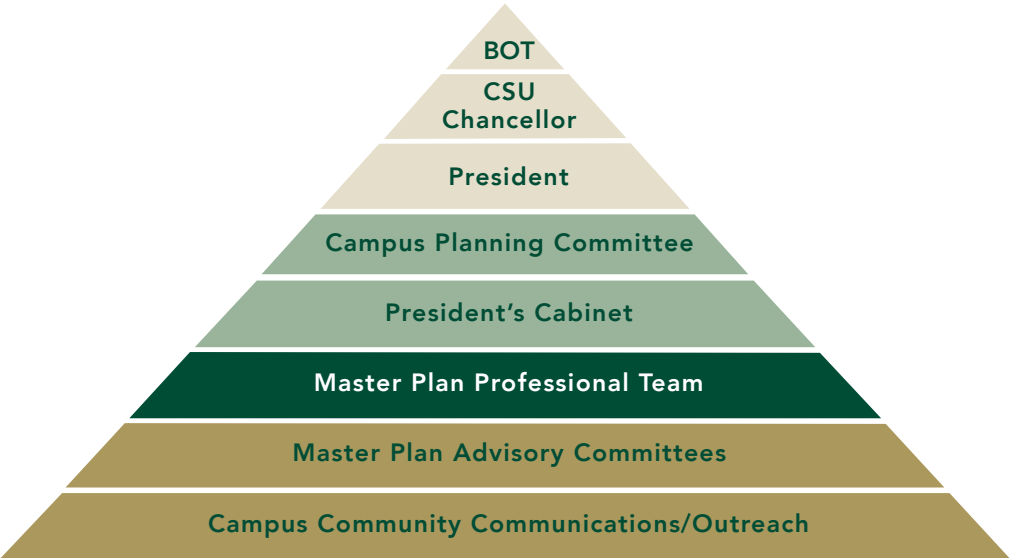 BOT
CSU
Chancellor
President
Campus Planning Committee
President’s Cabinet
Master Plan Professional Team
Master Plan Advisory Committees
Campus Community Communications/Outreach